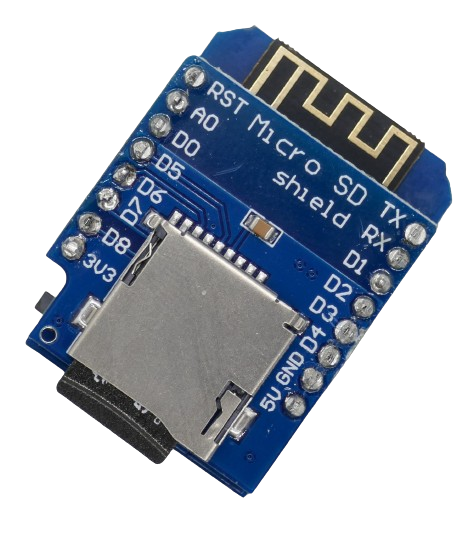 RST
A0
D0
D5
D6
D7
D8
3V3
Micro SD
shield
TX
RX
D1
D2
D3
D4
GND
5V